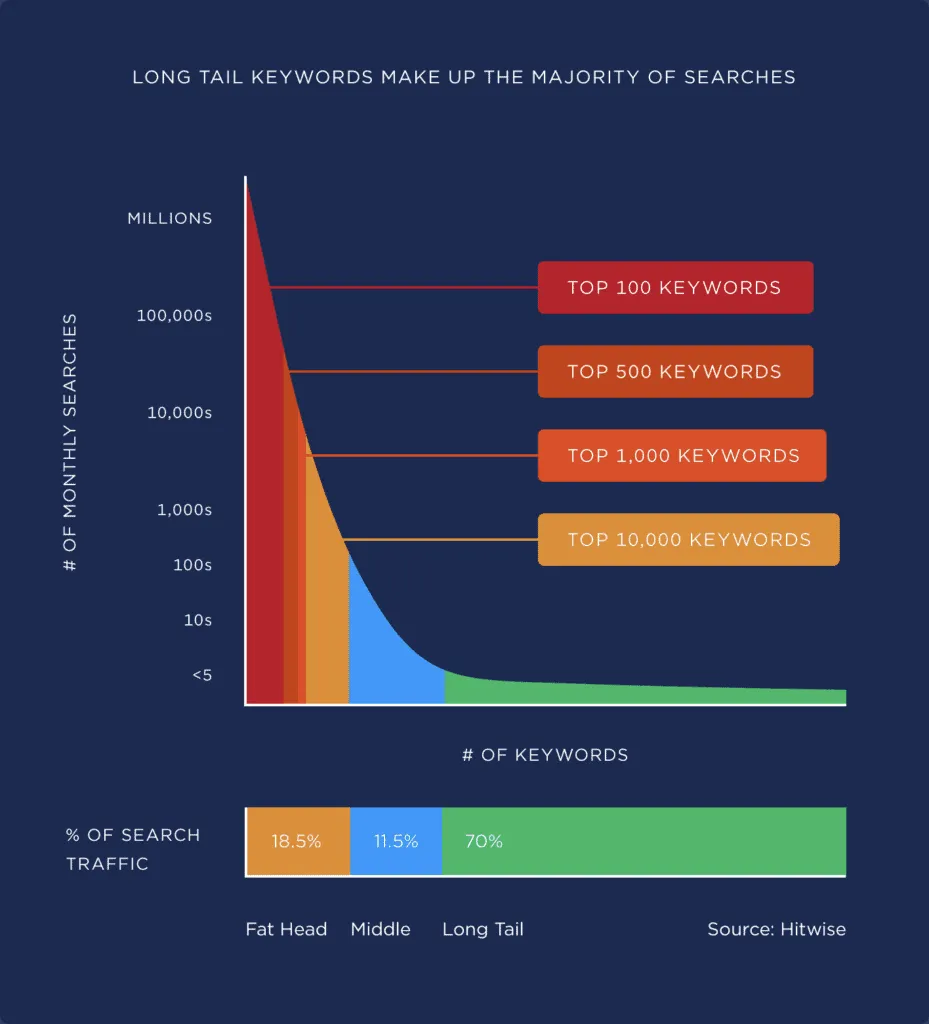 LONG TAIL KEYWORDS MAKE UP THE MAJORITY OF SEARCHES
# OF MONTHLY SEARCHES
MILLIONS
100,000s
10,000s
1,000s
100s
10s
<5
TOP 100 KEYWORDS
TOP 500 KEYWORDS
TOP 1,000 KEYWORDS
TOP 10,000 KEYWORDS
# OF KEYWORDS
% OF SEARCH
TRAFFIC
18.5%
11.5%
70%
Fat Head
Middle
Long Tail
Source: Hitwise